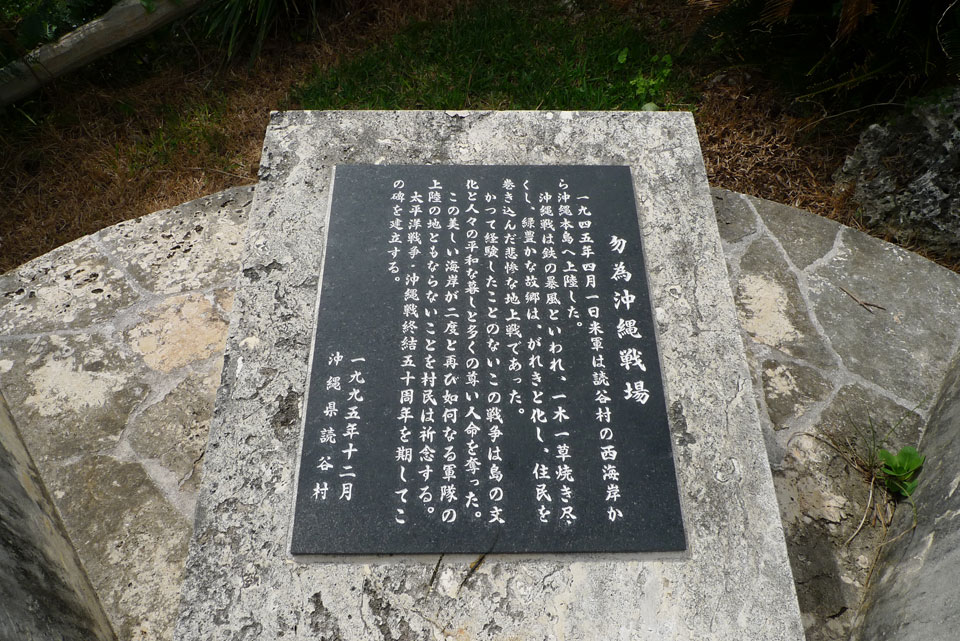 勿為沖縄戦場
一九四五年四月一日米軍は読谷村の西海岸か
ら沖縄本島へ上陸した。
沖縄戦は鉄の暴風といわれ、一木一草焼き尽
くし、緑豊かな故郷は、がれきと化し、住民を
巻き込んだ悲惨な地上戦であった。
かつて経験したことのないこの戦争は島の文
化と人々の平和な暮しと多くの尊い人命を奪った。
この美しい海岸が二度と再び如何なる軍隊の
上陸の地ともならないことを村民は祈念する。
太平洋戦争・沖縄戦終結五十周年を期してこ
の碑を建立する。
一九九五年十二月
沖縄県読谷村